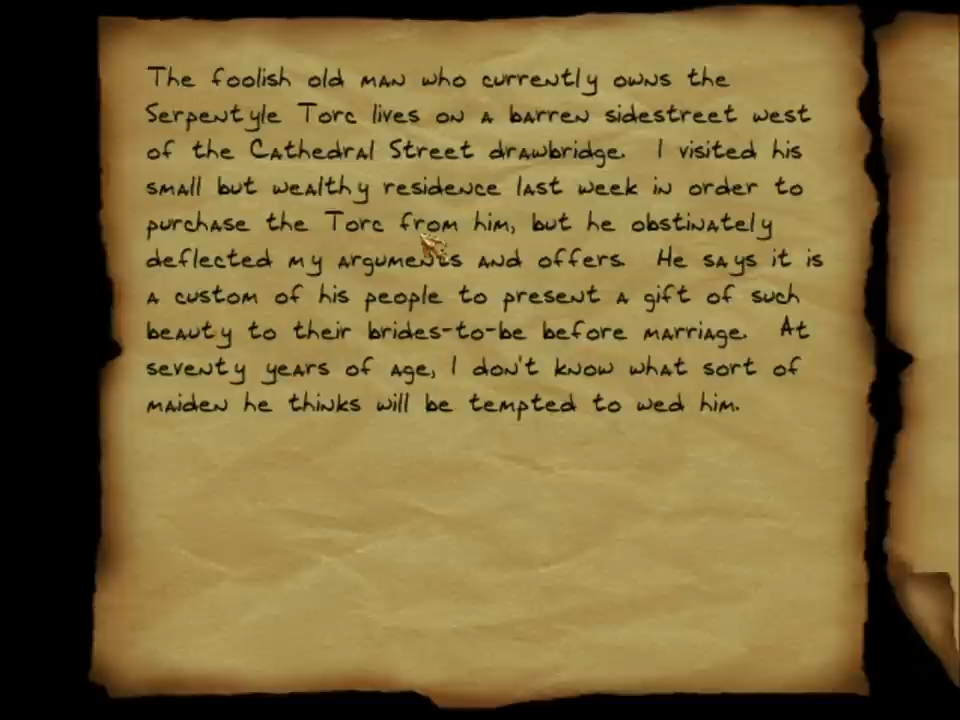 The foolish old man who currently owns the
Serpentyle Torc lives on a barren sidestreet west
of the Cathedral Street drawbridge. I visited his
small but wealthy residence last week in order to
purchase the Torc from him, but he obstinately
deflected my arguments and offers. He says it is
a custom of his people to present a gift of such
beauty to their brides-to-be before marriage. At
seventy years of age, I don't know what sort of
maiden he thinks will be tempted to wed him.